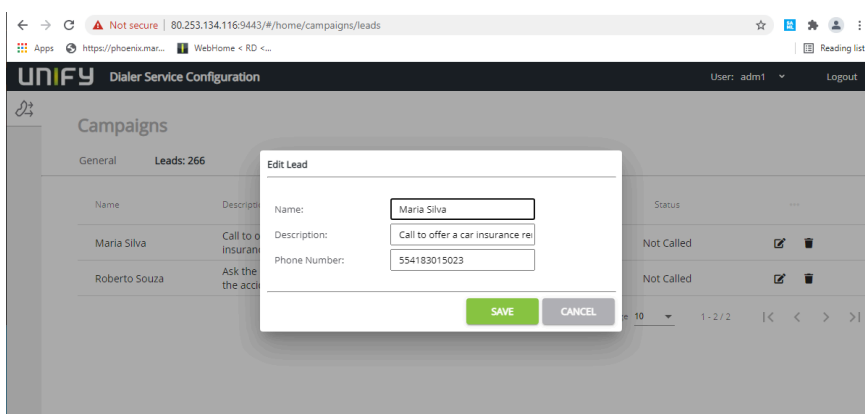 Not secure | 80.253.134.116:9443/#/home/campaigns/leads
Apps https://phoenix.mar... WebHome < RD <... Reading list
UNIFY Dialer Service Configuration User: adm1 Logout
Campaigns
General Leads: 266
Edit Lead
Name Descripti Status ...
Name: Maria Silva
Maria Silva Call to o Not Called
insuran
Description: Call to offer a car insurance rei
Phone Number: 554183015023
Roberto Souza Ask the Not Called
the acci
SAVE CANCEL
10 1 - 2 / 2